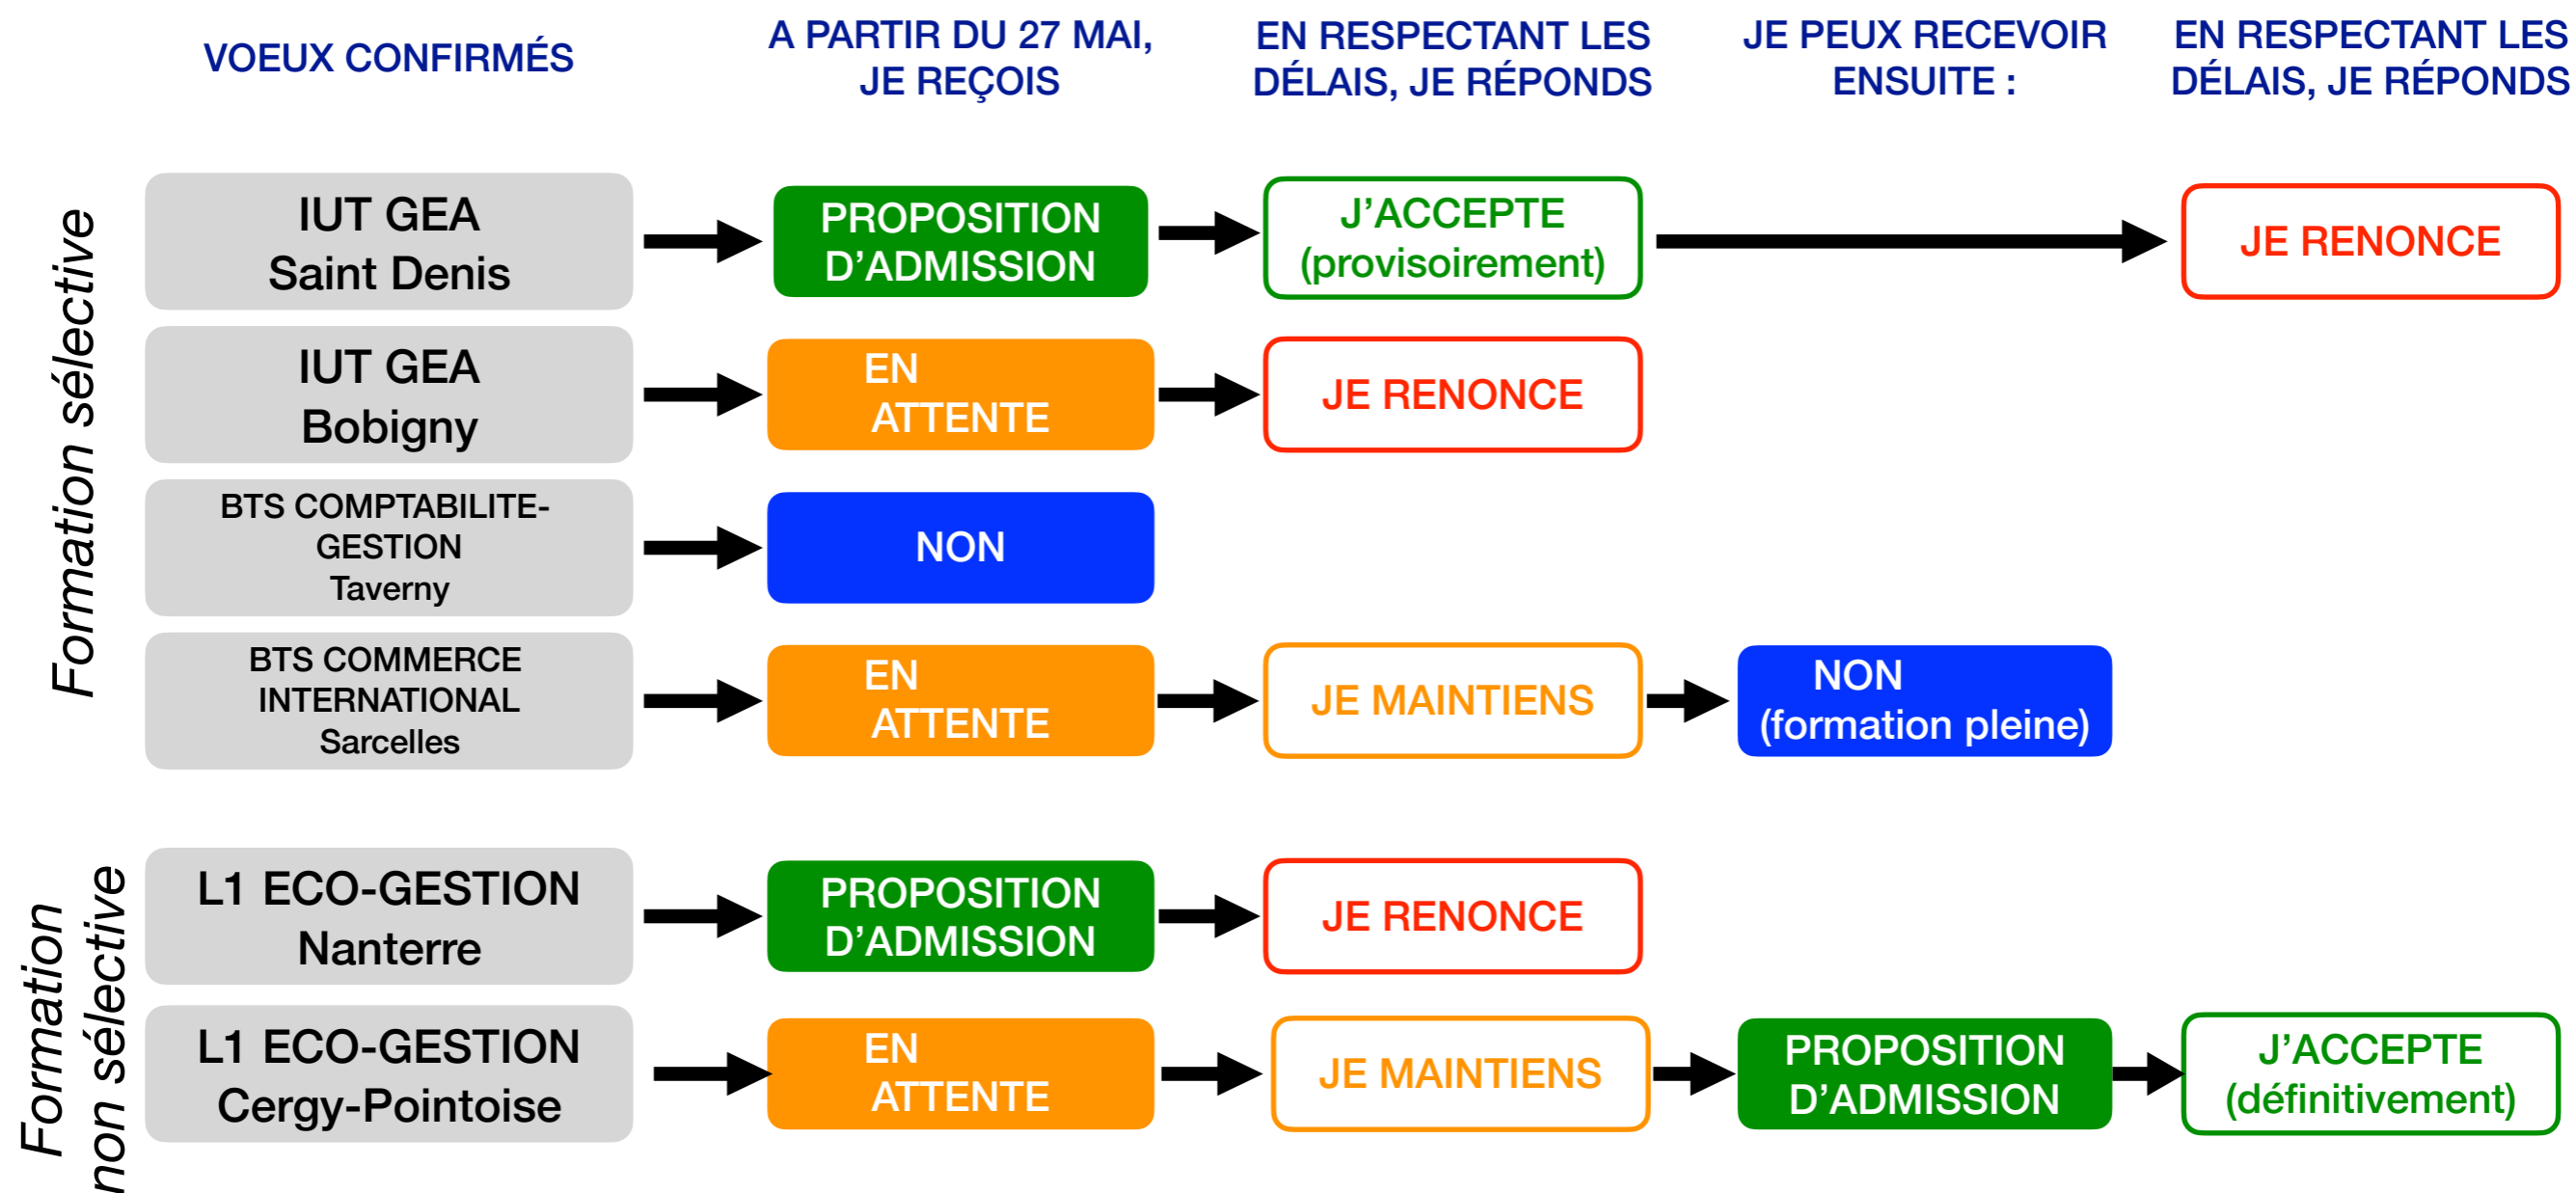 VOEUX CONFIRMÉS
A PARTIR DU 27 MAI,
JE REÇOIS
EN RESPECTANT LES
DÉLAIS, JE RÉPONDS
JE PEUX RECEVOIR
ENSUITE :
EN RESPECTANT LES
DÉLAIS, JE RÉPONDS
Formation sélective
IUT GEA
Saint Denis
PROPOSITION
D'ADMISSION
J'ACCEPTE
(provisoirement)
JE RENONCE
IUT GEA
Bobigny
EN
ATTENTE
JE RENONCE
BTS COMPTABILITE-
GESTION
Taverny
NON
BTS COMMERCE
INTERNATIONAL
Sarcelles
EN
ATTENTE
JE MAINTIENS
NON
(formation pleine)
Formation
non sélective
L1 ECO-GESTION
Nanterre
PROPOSITION
D'ADMISSION
JE RENONCE
L1 ECO-GESTION
Cergy-Pointoise
EN
ATTENTE
JE MAINTIENS
PROPOSITION
D'ADMISSION
J'ACCEPTE
(définitivement)